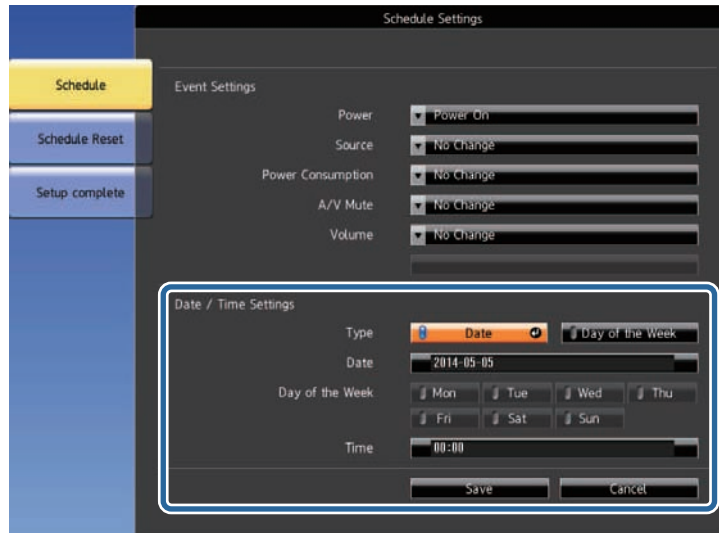 Schedule Settings
Schedule
Schedule Reset
Setup complete
Event Settings
Power Power On
Source No Change
Power Consumption No Change
A/V Mute No Change
Volume No Change
Date / Time Settings
Type Date Day of the Week
Date 2014-05-05
Day of the Week Mon Tue Wed Thu
Fri Sat Sun
Time 00:00
Save Cancel